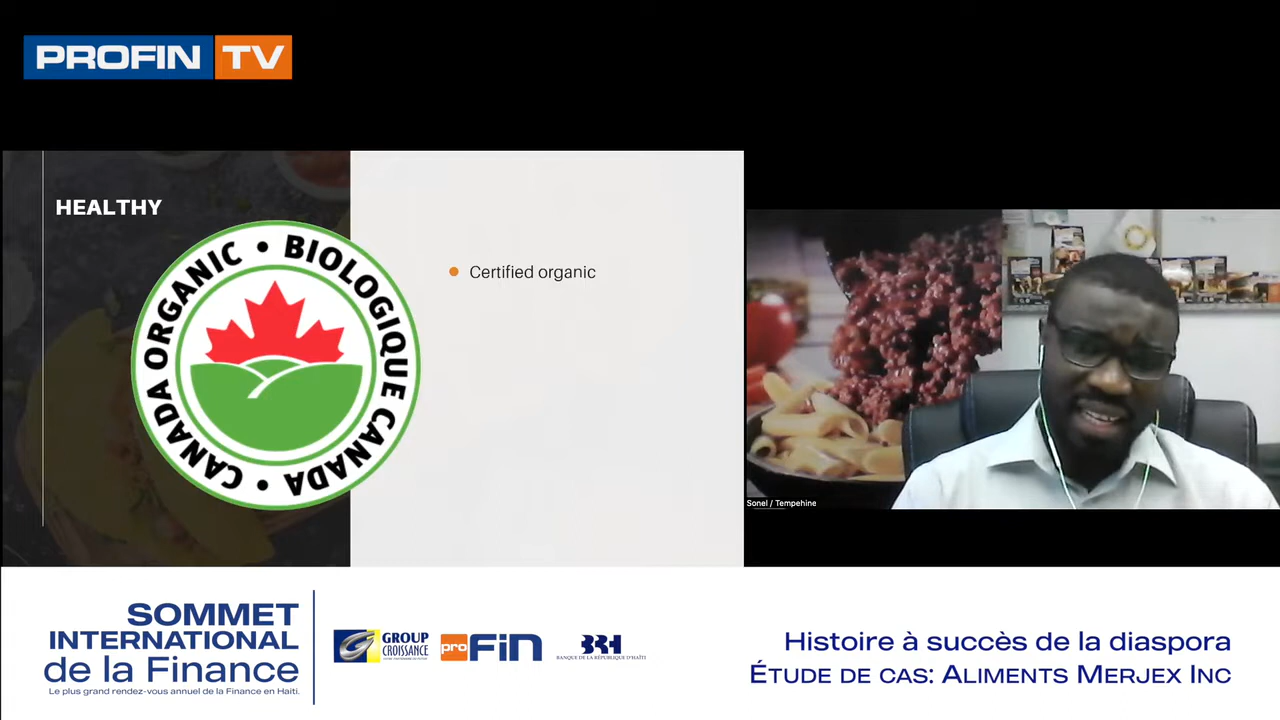 PROFIN TV
HEALTHY
CANADA ORGANIC • BIOLOGIQUE CANADA •
Certified organic
Sonel / Tempehine
SOMMET
INTERNATIONAL
de la Finance
Le plus grand rendez-vous annuel de la Finance en Haïti.
GROUP
CROISSANCE
proFiN
BRH
BANQUE DE LA RÉPUBLIQUE D'HAÏTI
Histoire à succès de la diaspora
ÉTUDE DE CAS: ALIMENTS MERJEX INC